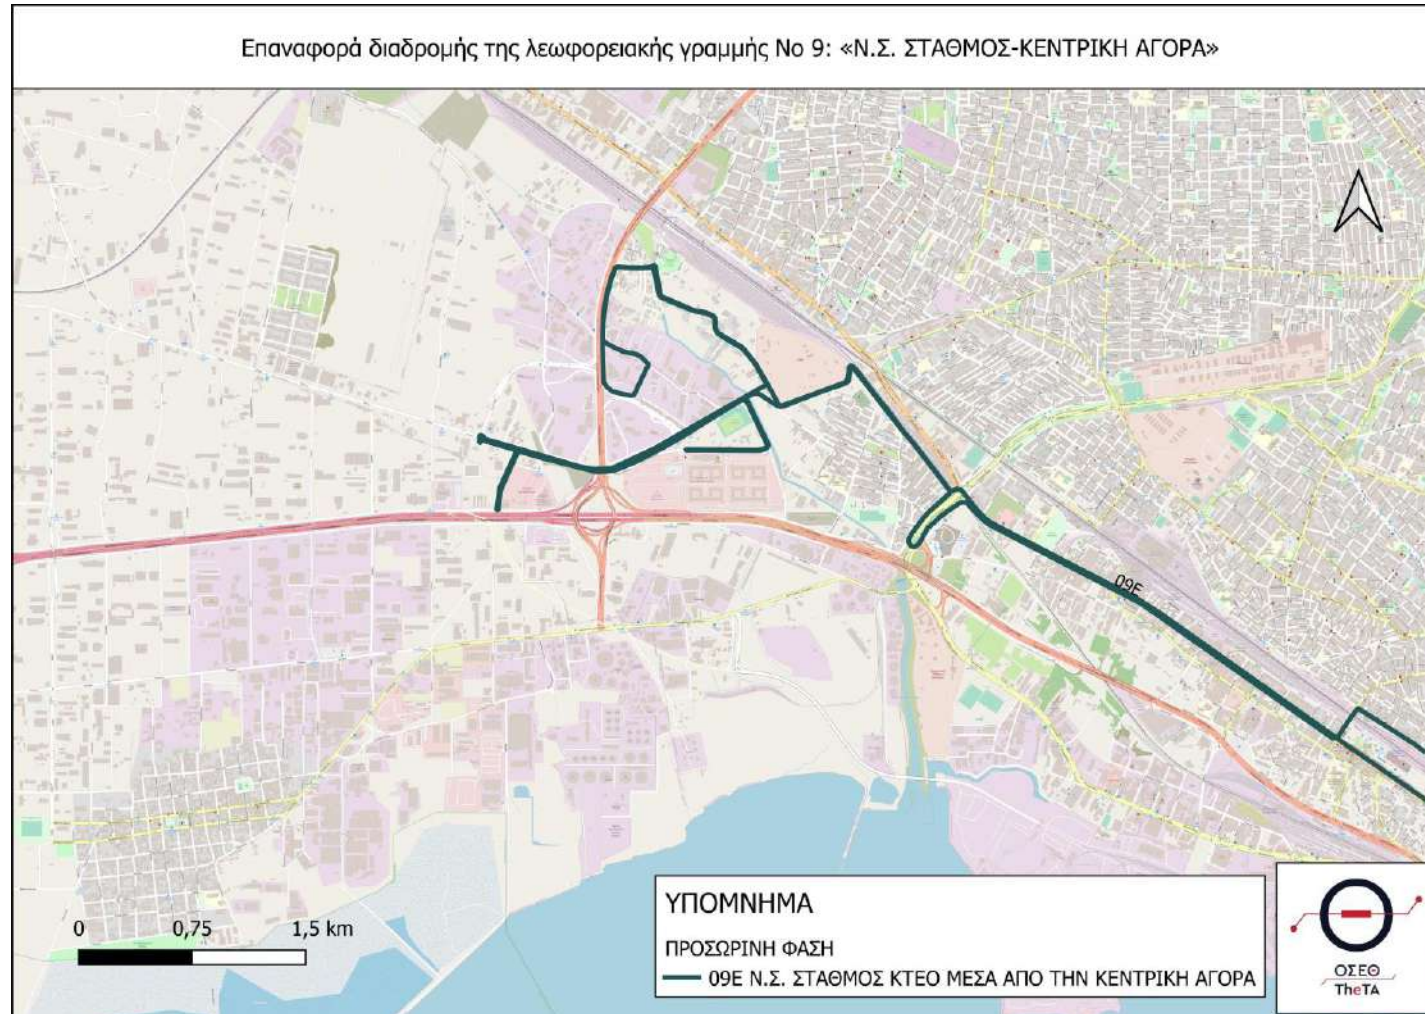 Επαναφορά διαδρομής της λεωφορειακής γραμμής Νο 9: «Ν.Σ. ΣΤΑΘΜΟΣ-ΚΕΝΤΡΙΚΗ ΑΓΟΡΑ»
09Ε
0 0,75 1,5 km
ΥΠΟΜΝΗΜΑ
ΠΡΟΣΩΡΙΝΗ ΦΑΣΗ
09Ε Ν.Σ. ΣΤΑΘΜΟΣ ΚΤΕΟ ΜΕΣΑ ΑΠΟ ΤΗΝ ΚΕΝΤΡΙΚΗ ΑΓΟΡΑ
ΟΣΕΘ
TheTA